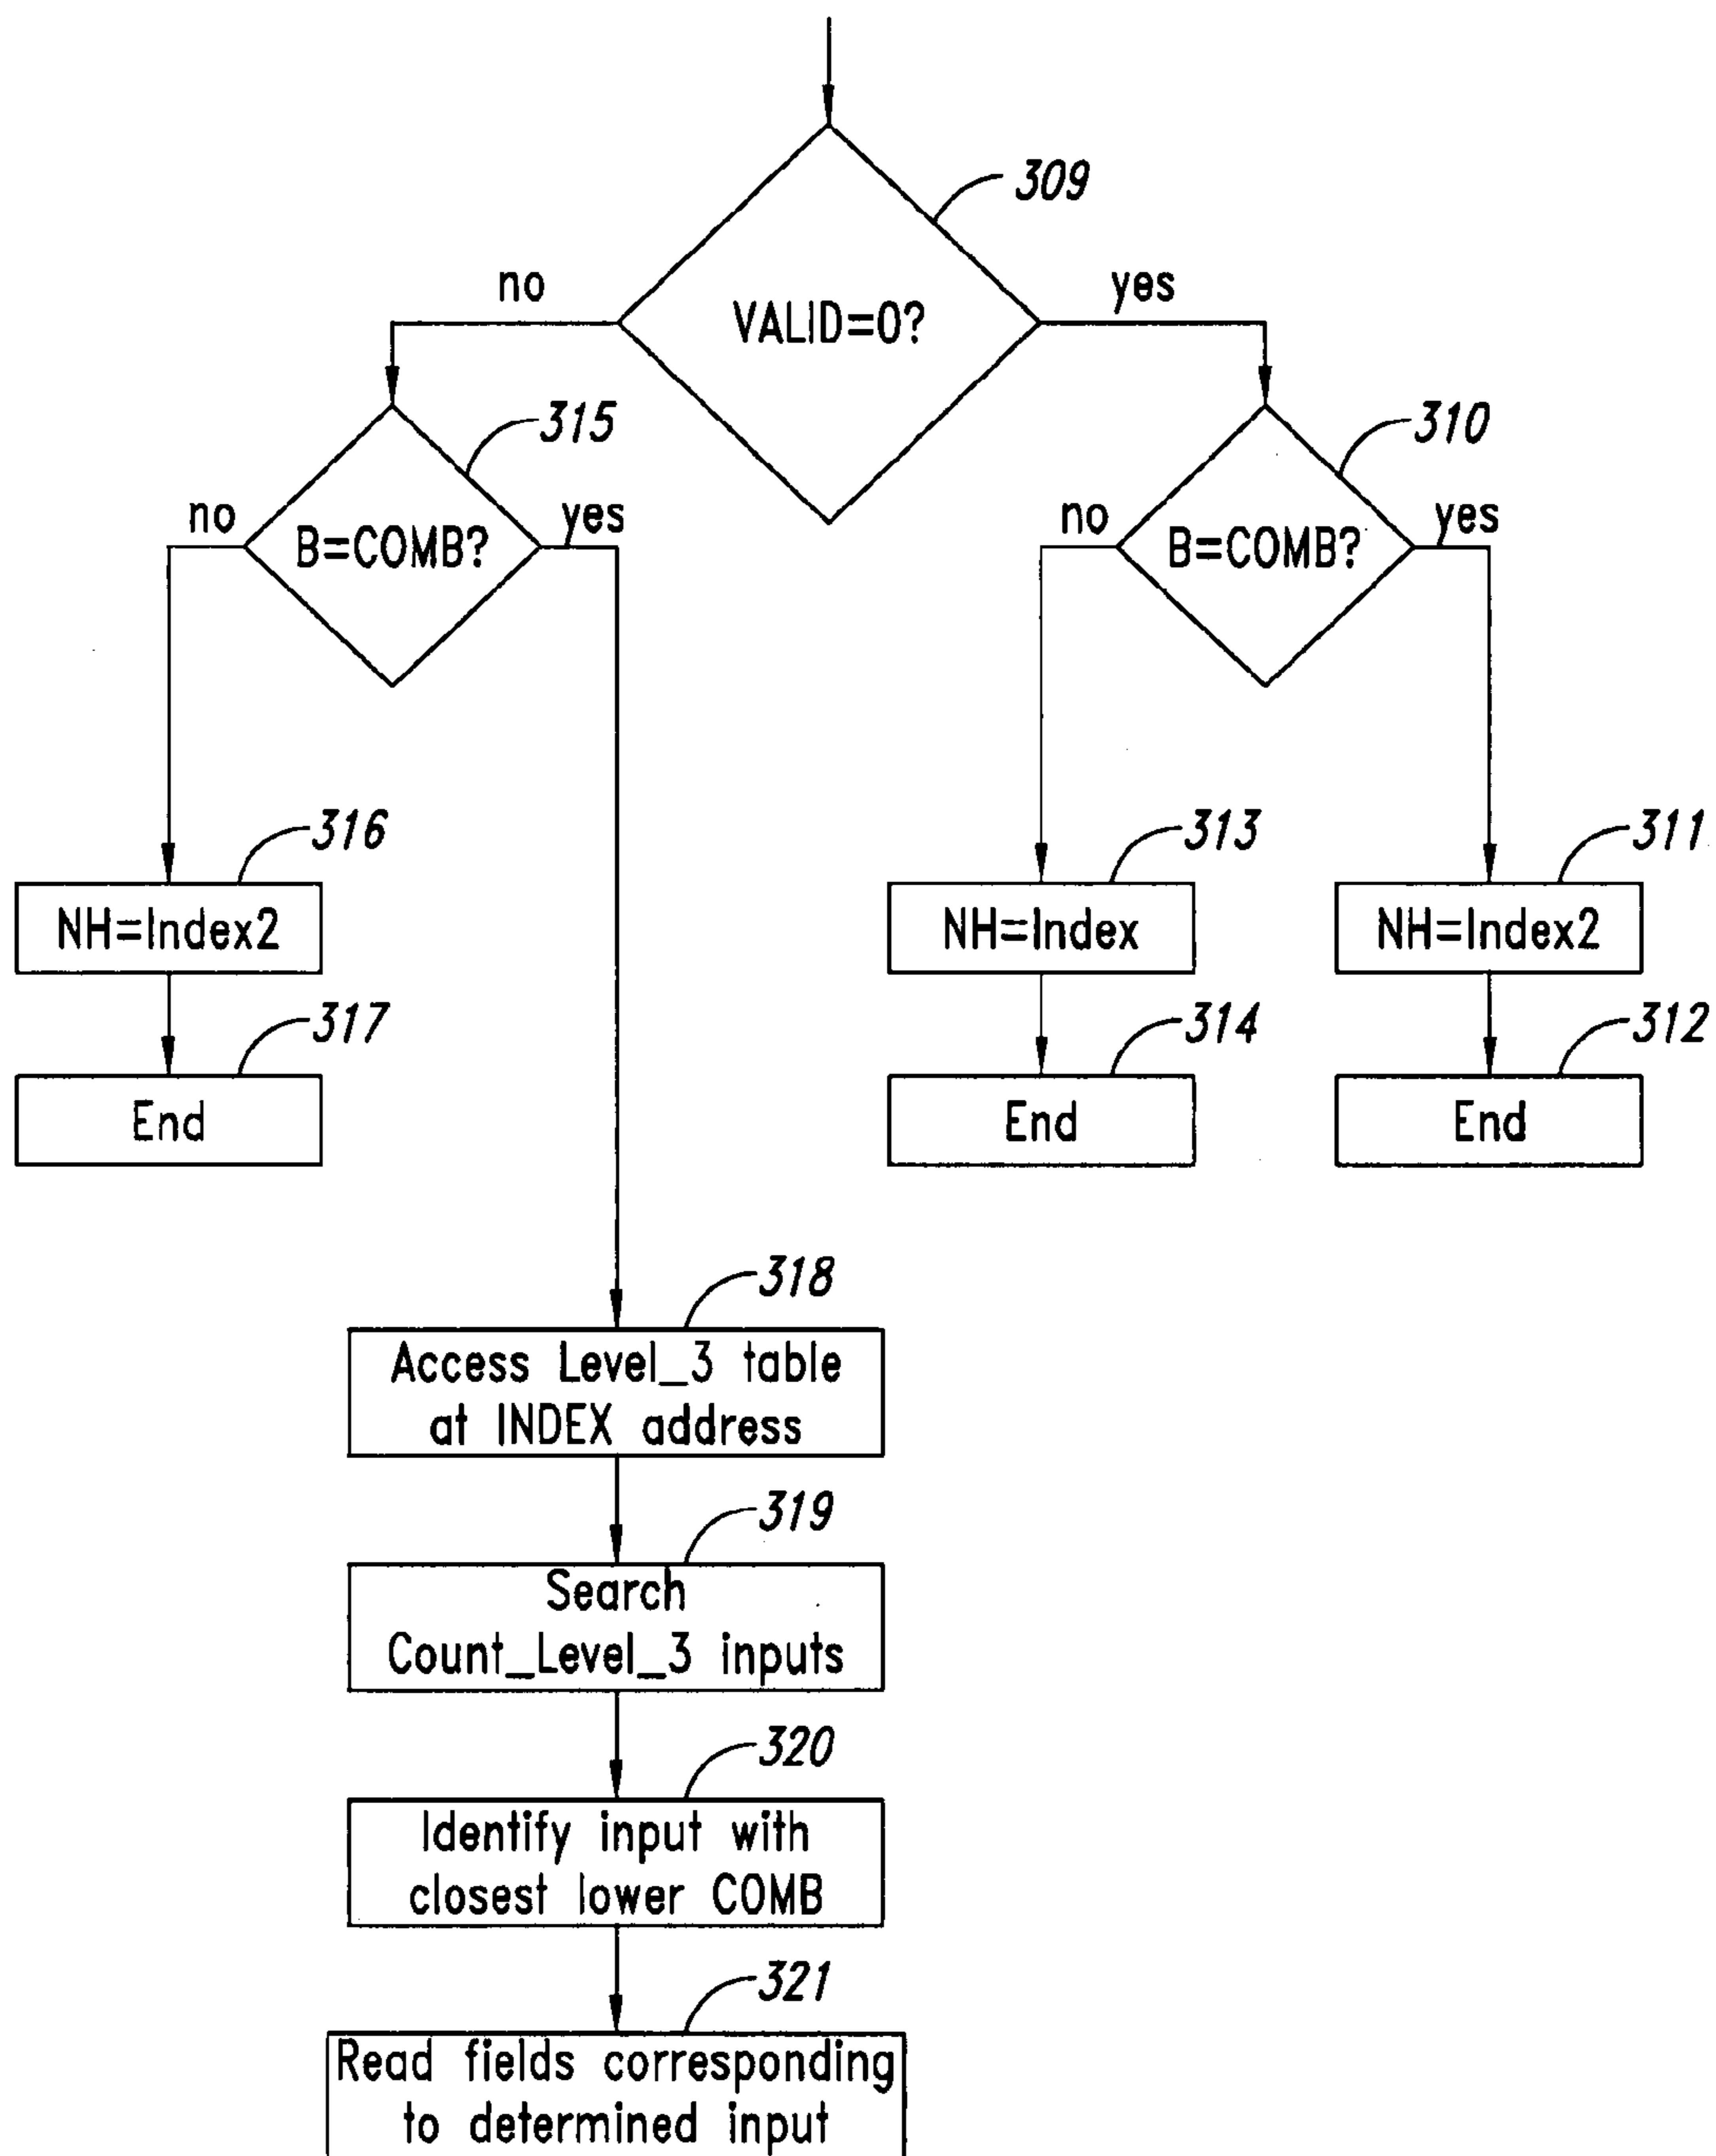 309
no
VALID=0?
yes
315
310
no
B=COMB?
yes
no
B=COMB?
yes
316
313
311
NH=Index2
NH=Index
NH=Index2
317
314
312
End
End
End
318
Access Level_3 table
at INDEX address
319
Search
Count_Level_3 inputs
320
Identify input with
closest lower COMB
321
Read fields corresponding
to determined input